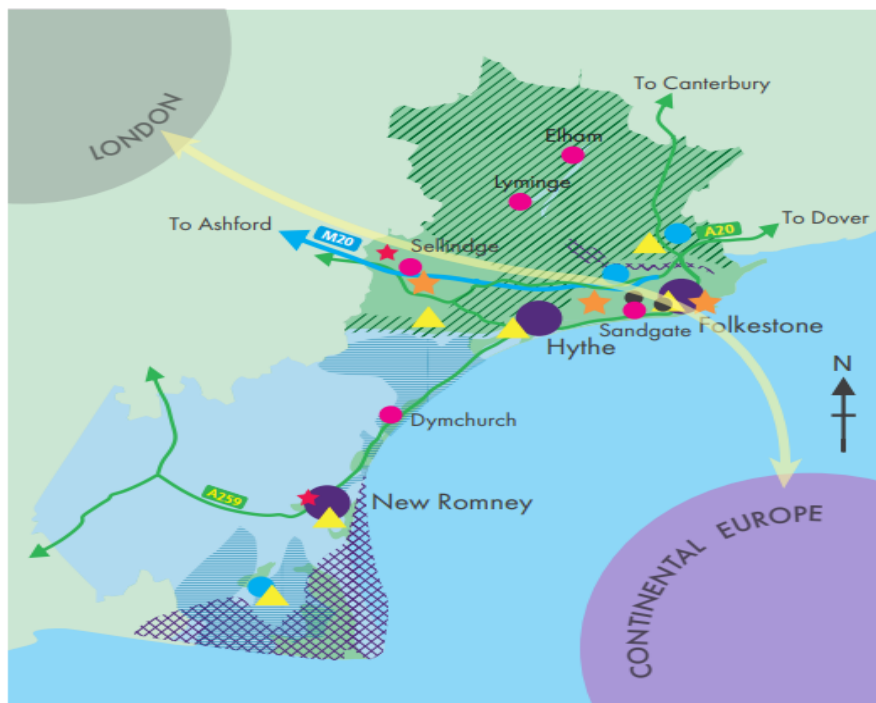 To Canterbury
LONDON
Elham
Lyminge
To Ashford
M20
To Dover
A20
Sellindge
Sandgate
Folkestone
Hythe
N
Dymchurch
A259
New Romney
CONTINENTAL EUROPE